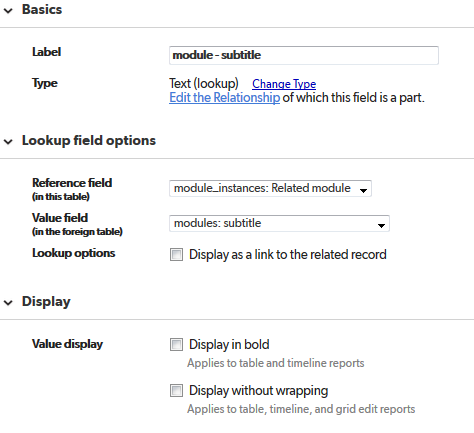 Basics
Label module - subtitle
Type Text (lookup) Change Type
Edit the Relationship of which this field is a part.
Lookup field options
Reference field module_instances: Related module
(in this table)
Value field modules: subtitle
(in the foreign table)
Lookup options Display as a link to the related record
Display
Value display Display in bold
Applies to table and timeline reports
Display without wrapping
Applies to table, timeline, and grid edit reports